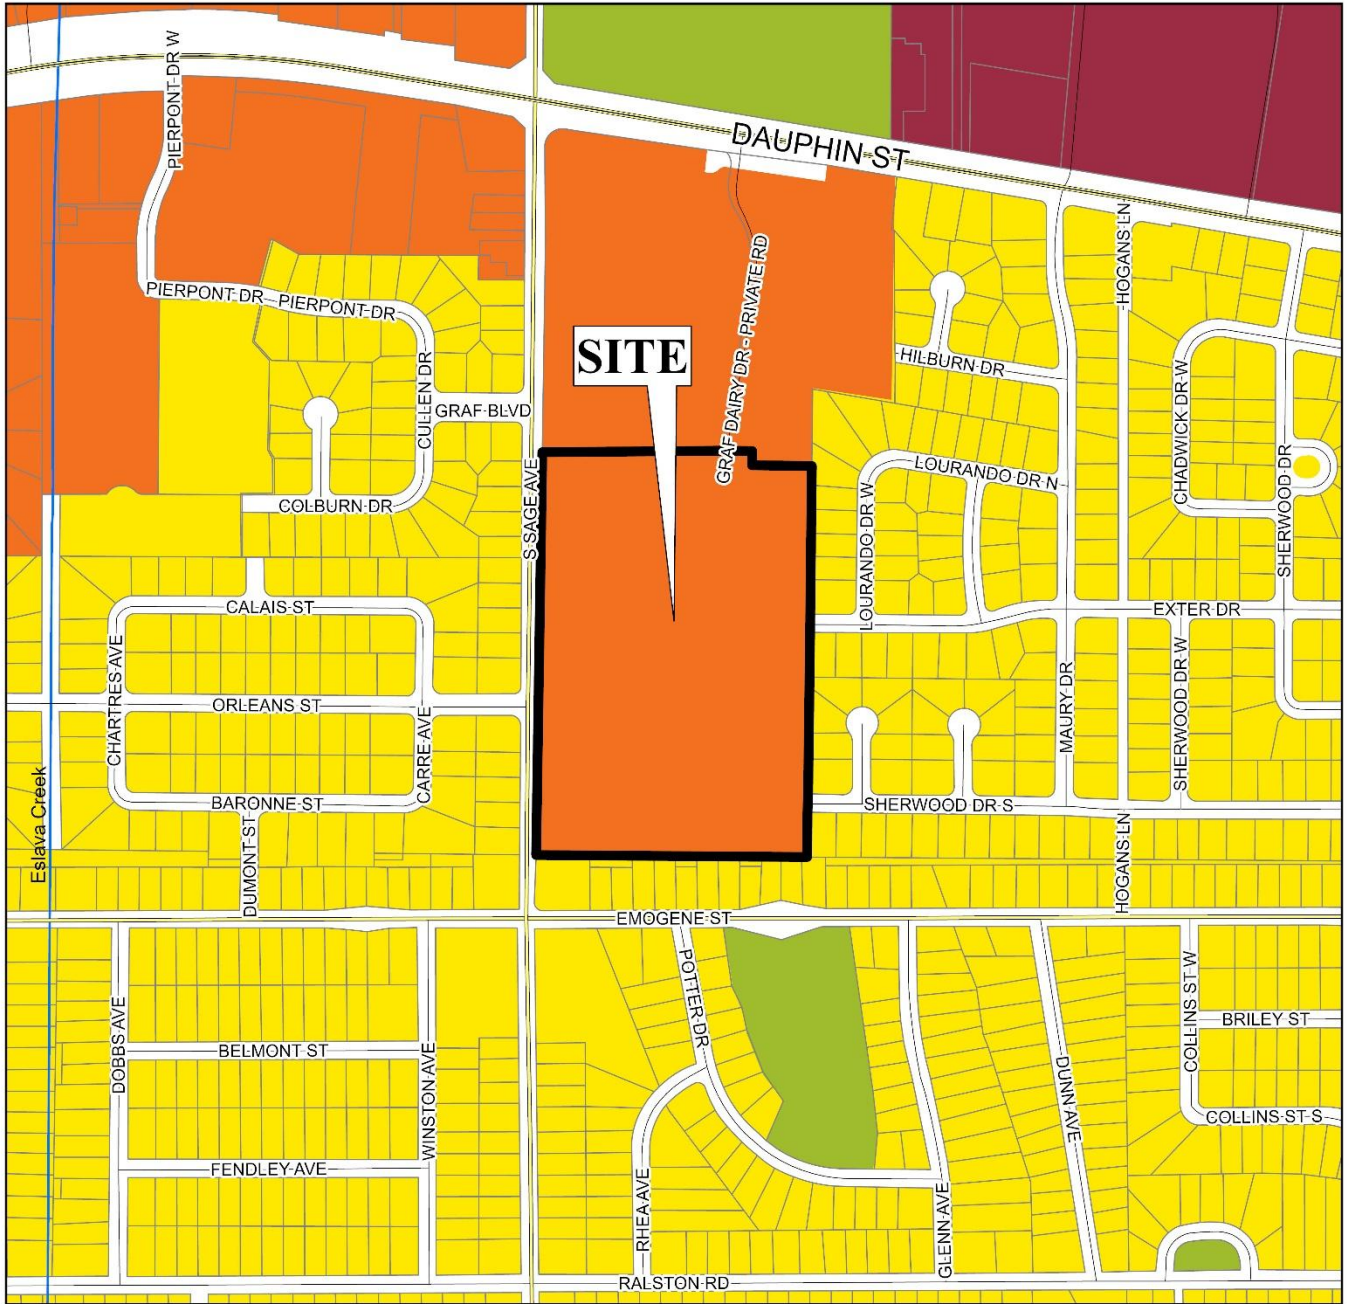 PIERPONT DR W
DAUPHIN ST
HOGANS LN
GRAF DAIRY DR - PRIVATE RD
PIERPONT DR
PIERPONT DR
SITE
HILBURN DR
CULLEN DR
GRAF BLVD
CHADWICK DR W
SHERWOOD DR
S SAGE AVE
LOURANDO DR W
LOURANDO DR N
COLBURN DR
CALAIS ST
EXTER DR
CHARTRES AVE
ORLEANS ST
CARRE AVE
MAURY DR
SHERWOOD DR W
BARONNE ST
SHERWOOD DR S
Eslava Creek
DUMONT ST
HOGANS LN
EMOGENE ST
POTTER DR
COLLINS ST W
DOBBS AVE
BELMONT ST
WINSTON AVE
BRILEY ST
DUNN AVE
COLLINS ST S
FENDLEY AVE
RHEA AVE
GLENN AVE
RALSTON RD